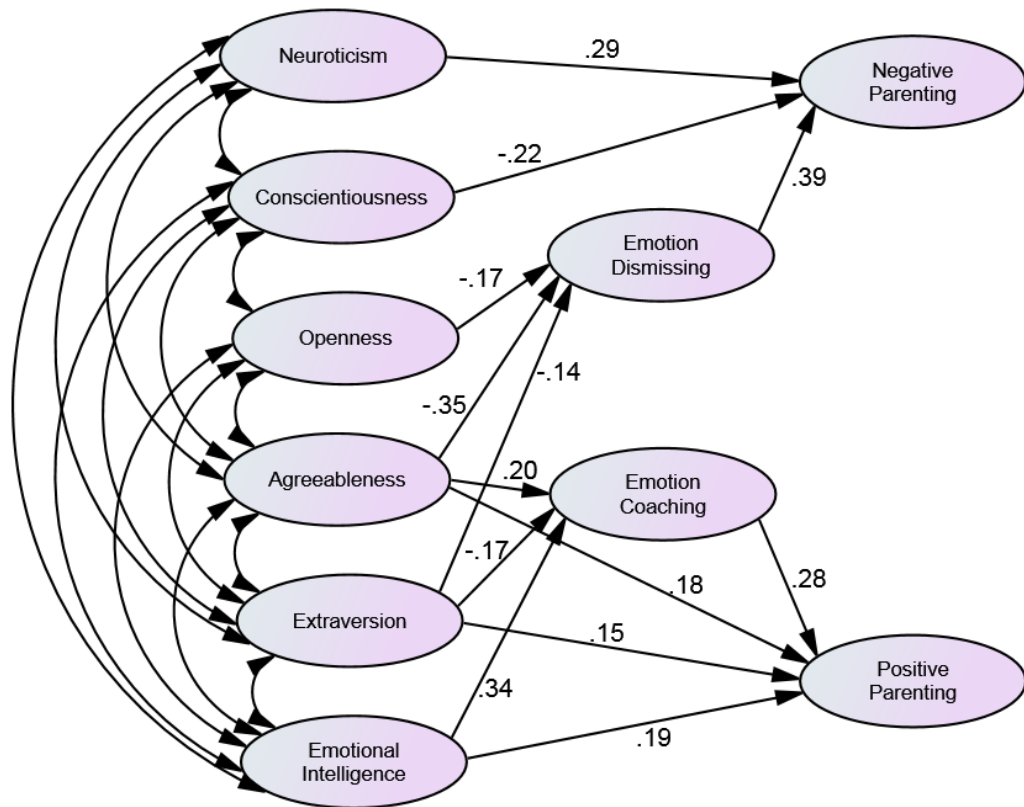 Neuroticism
.29
Negative
Parenting
-.22
Conscientiousness
.39
Emotion
Dismissing
-.17
Openness
-.14
-.35
Agreeableness
.20
Emotion
Coaching
-.17
.18
.28
Extraversion
.15
Positive
Parenting
.34
.19
Emotional
Intelligence